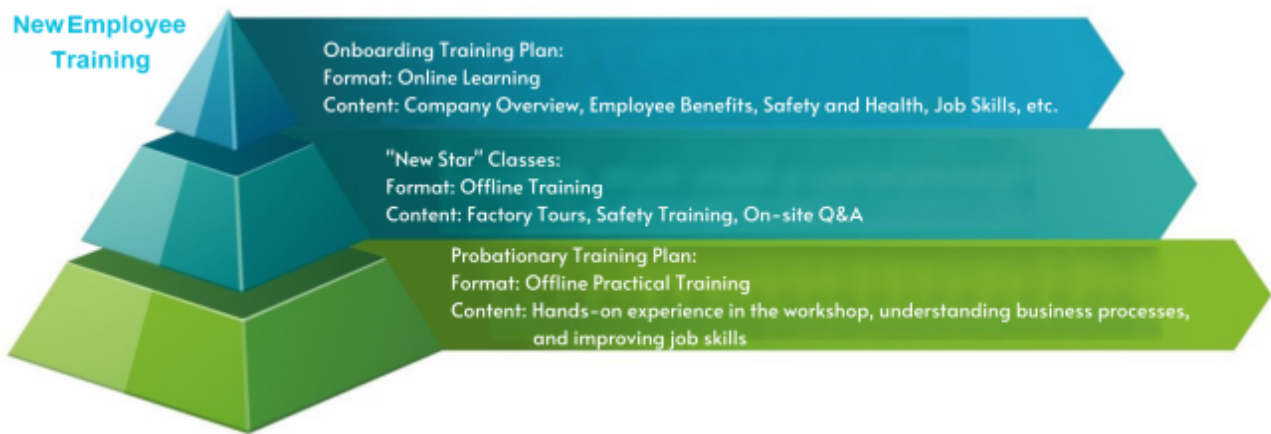 New Employee
Training
Onboarding Training Plan:
Format: Online Learning
Content: Company Overview, Employee Benefits, Safety and Health, Job Skills, etc.
"New Star" Classes:
Format: Offline Training
Content: Factory Tours, Safety Training, On-site Q&A
Probationary Training Plan:
Format: Offline Practical Training
Content: Hands-on experience in the workshop, understanding business processes,
and improving job skills